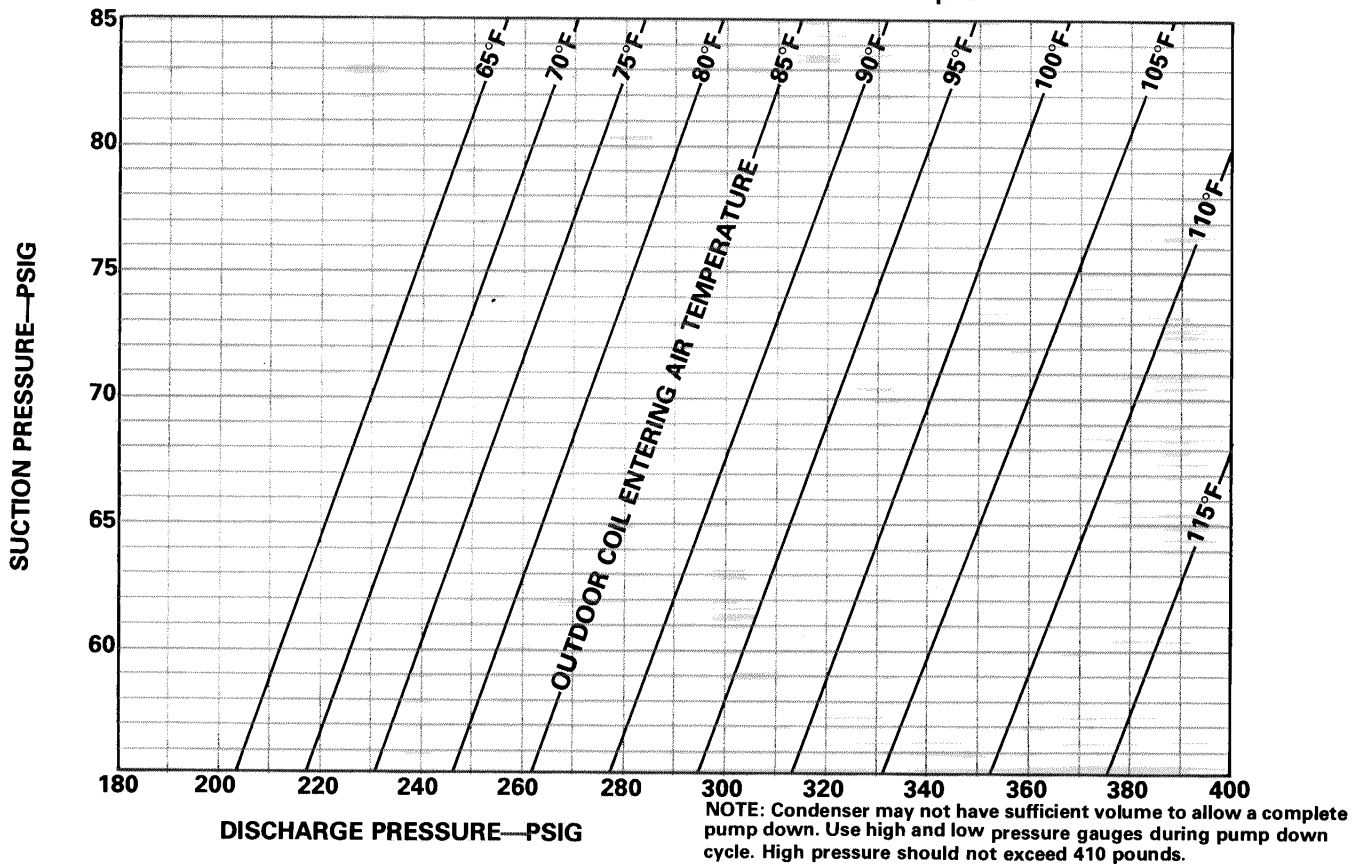 85
80
75
70
65
60
SUCTION PRESSURE—PSIG
65°F
70°F
75°F
80°F
85°F
90°F
95°F
100°F
105°F
110°F
115°F
OUTDOOR COIL ENTERING AIR TEMPERATURE
180 200 220 240 260 280 290 320 340 360 380 400
DISCHARGE PRESSURE—PSIG
NOTE: Condenser may not have sufficient volume to allow a complete
pump down. Use high and low pressure gauges during pump down
cycle. High pressure should not exceed 410 pounds.